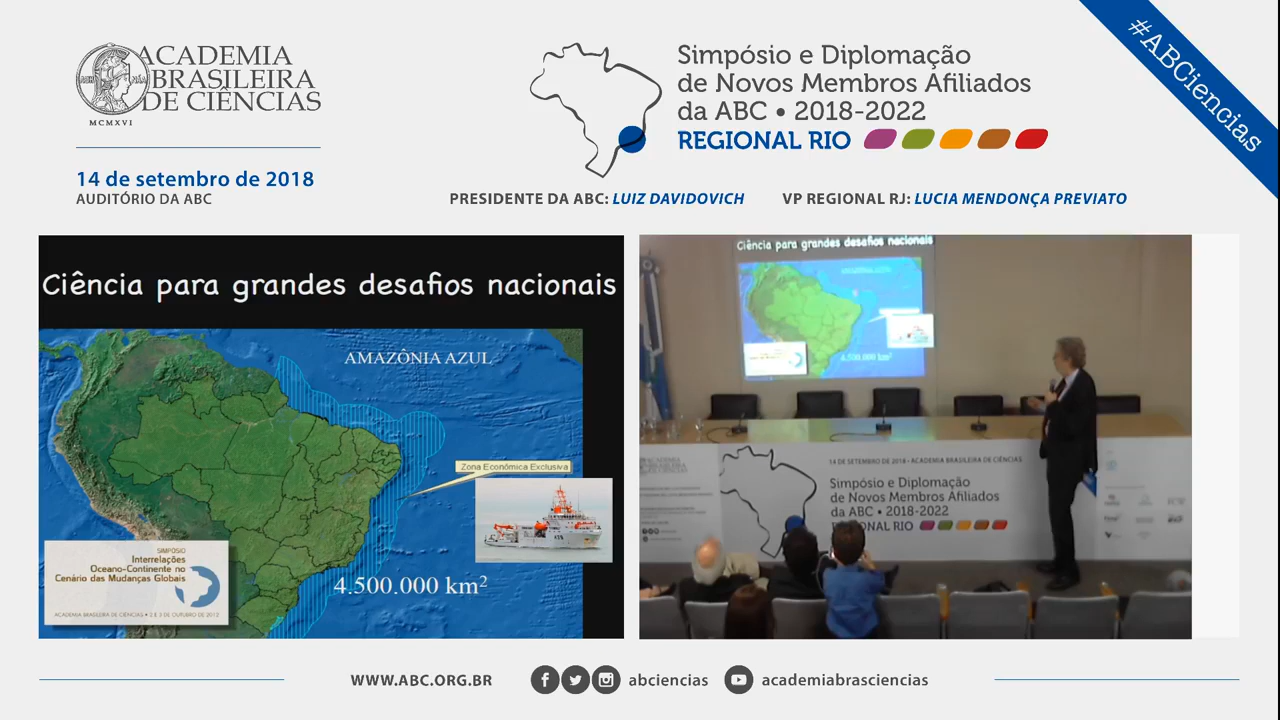 ACADEMIA
BRASILEIRA
DE CIÊNCIAS
MCMXVI
14 de setembro de 2018
AUDITÓRIO DA ABC
Simpósio e Diplomação
de Novos Membros Afiliados
da ABC • 2018-2022
REGIONAL RIO
#ABCiencias
PRESIDENTE DA ABC: LUIZ DAVIDOVICH
VP REGIONAL RJ: LUCIA MENDONÇA PREVIATO
Ciência para grandes desafios nacionais
AMAZÔNIA AZUL
Zona Econômica Exclusiva
SIMPÓSIO
Interrelações
Oceano-Continente no
Cenário das Mudanças Globais
4.500.000 km²
Ciência para grandes desafios nacionais
AMAZÔNIA AZUL
4.500.000 km²
14 DE SETEMBRO DE 2018 • ACADEMIA BRASILEIRA DE CIÊNCIAS
Simpósio e Diplomação
de Novos Membros Afiliados
da ABC • 2018-2022
REGIONAL RIO
WWW.ABC.ORG.BR
abciencias
academiabrasciencias